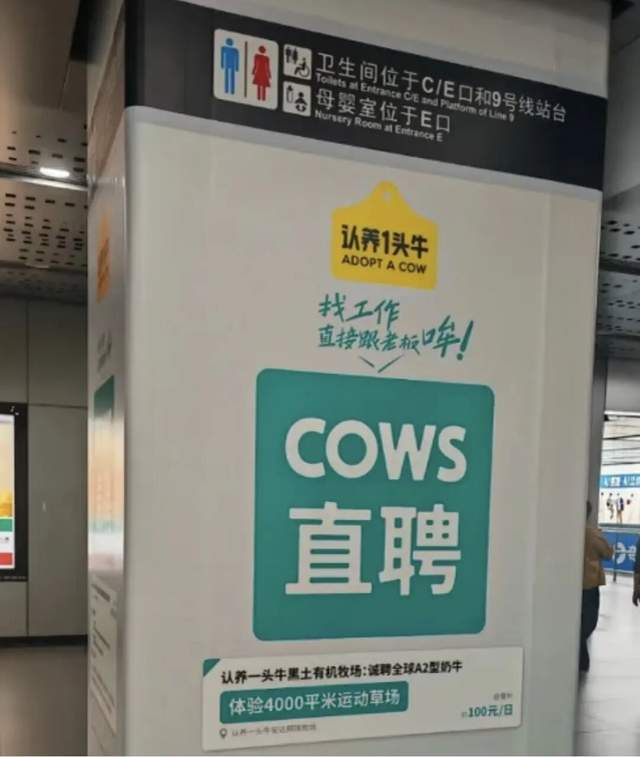 卫生间位于C/E口和9号线站台
Toilets at Entrance C/E and Platform of Line 9
母婴室位于E口
Nursery Room at Entrance E
认养1头牛
ADOPT A COW
找工作
直接跟老板哞!
COWS
直聘
认养一头牛黑土有机牧场:诚聘全球A2型奶牛
体验4000平米运动草场
约100元/日